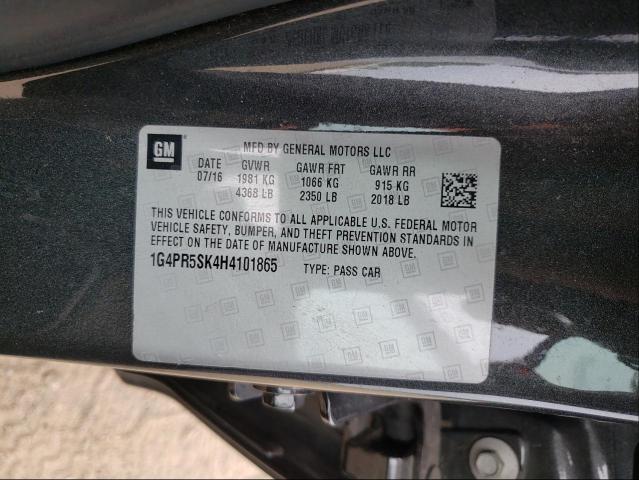 GM
MFD BY GENERAL MOTORS LLC
DATE GVWR GAWR FRT GAWR RR
07/16 1981 KG 1066 KG 915 KG
4368 LB 2350 LB 2018 LB
THIS VEHICLE CONFORMS TO ALL APPLICABLE U.S. FEDERAL MOTOR
VEHICLE SAFETY, BUMPER, AND THEFT PREVENTION STANDARDS IN
EFFECT ON THE DATE OF MANUFACTURE SHOWN ABOVE.
1G4PR5SK4H4101865 TYPE: PASS CAR